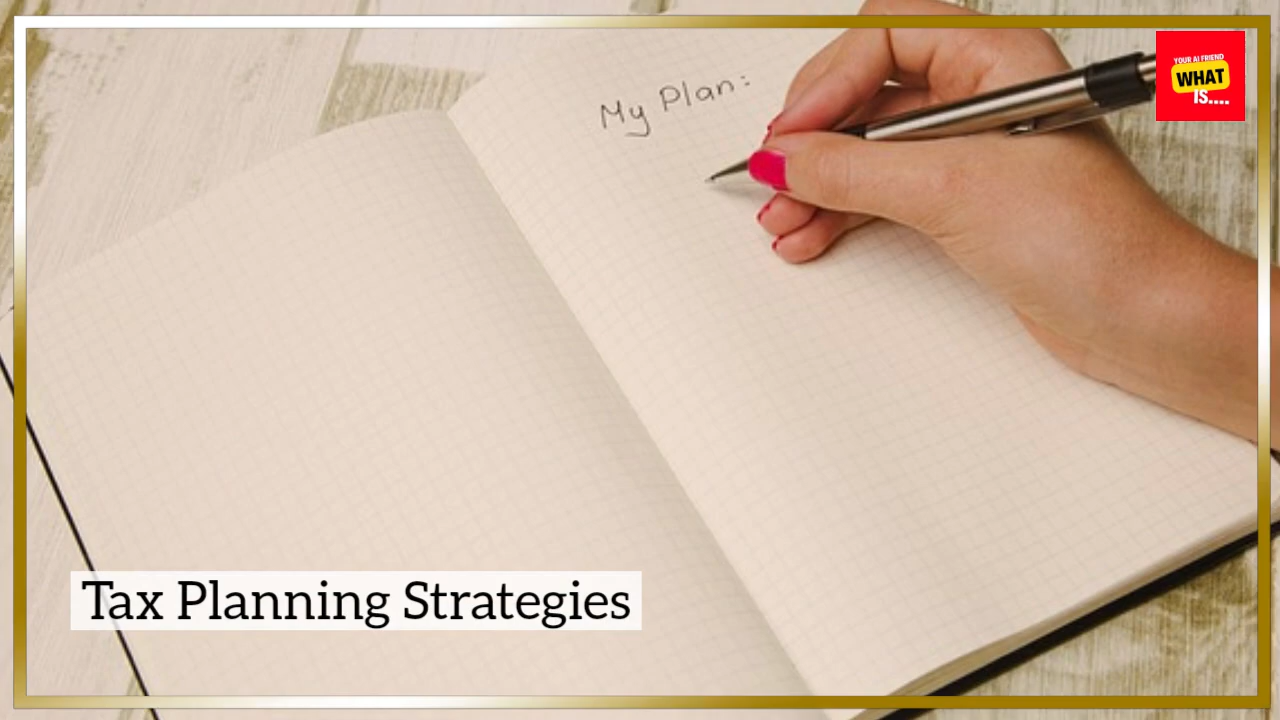 My Plan:
YOUR AI FRIEND
WHAT
IS....
Tax Planning Strategies